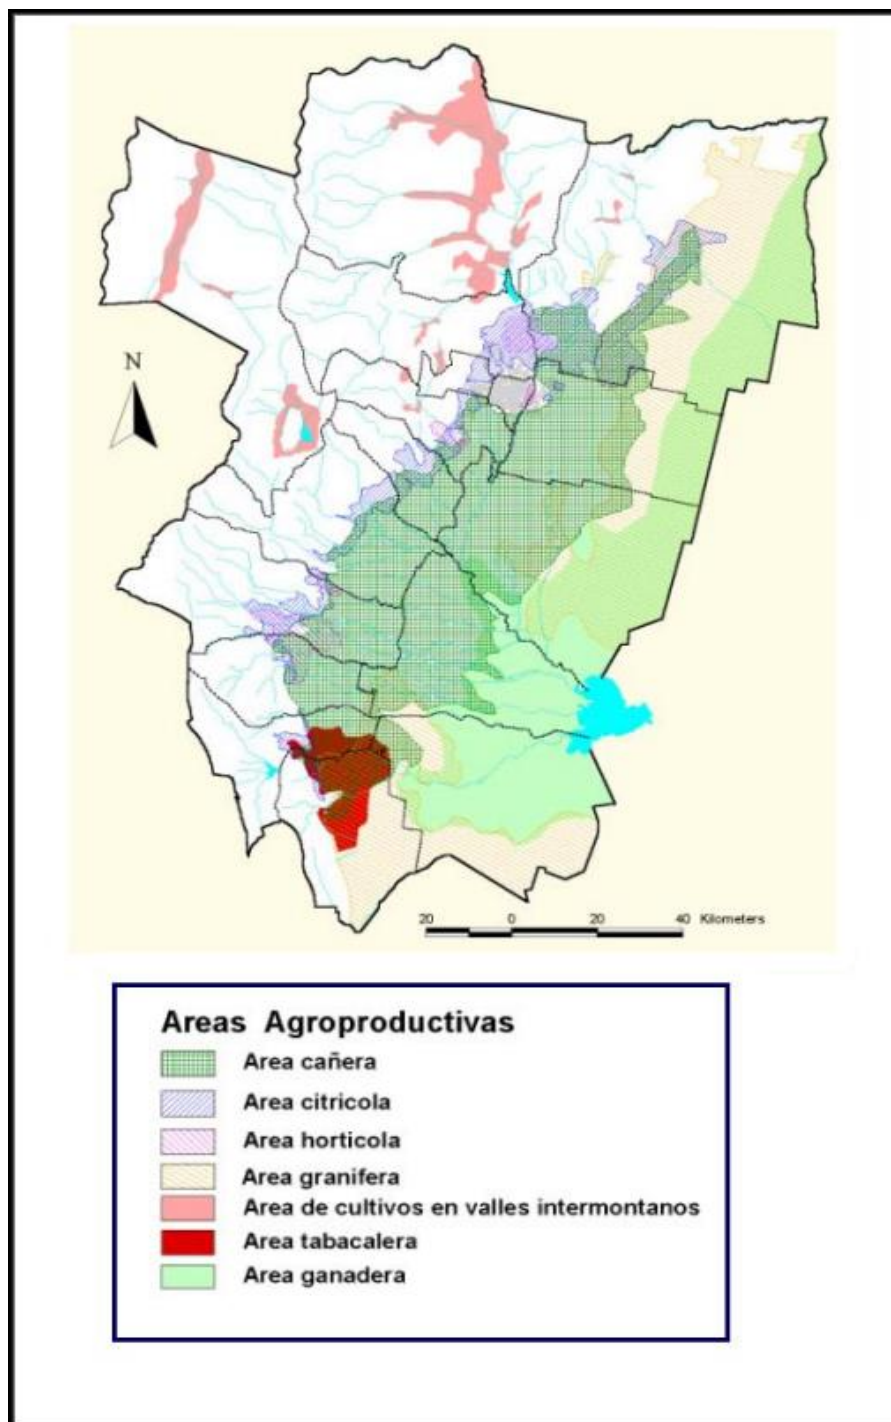 N
20 0 20 40 Kilometers
Areas Agroproductivas
Area cañera
Area citricola
Area horticola
Area granifera
Area de cultivos en valles intermontanos
Area tabacalera
Area ganadera